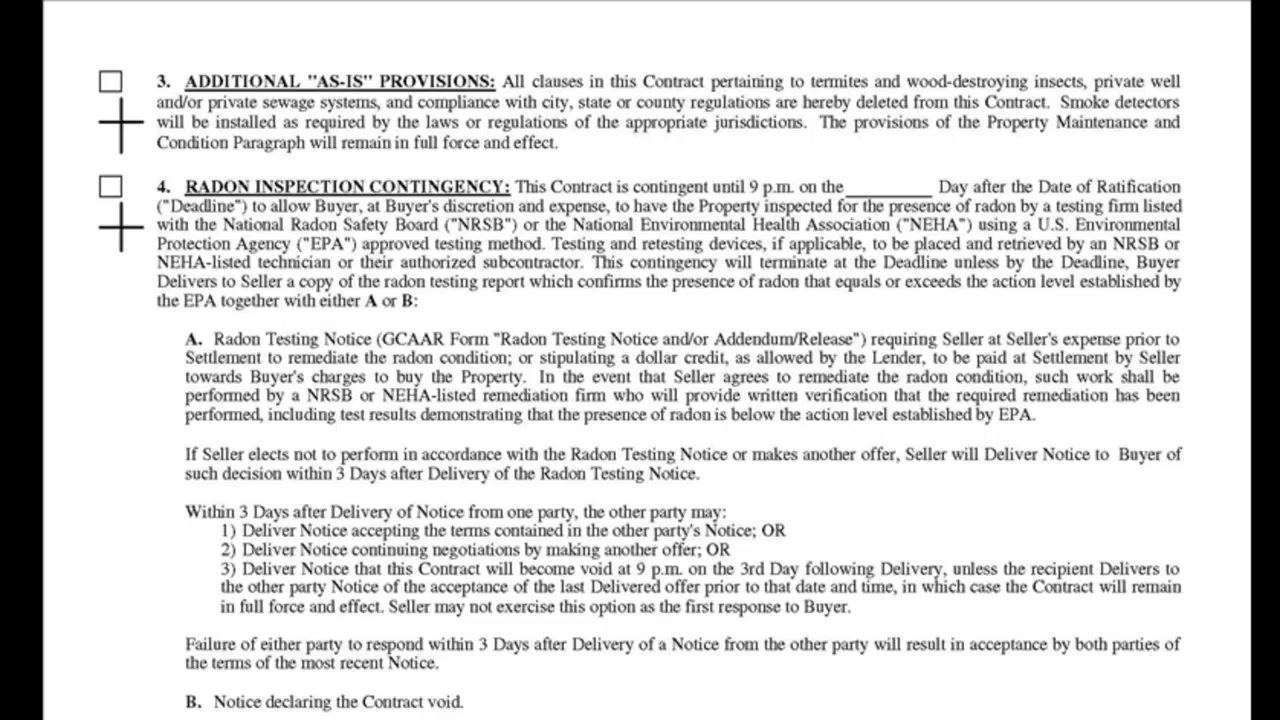 3. ADDITIONAL "AS-IS" PROVISIONS: All clauses in this Contract pertaining to termites and wood-destroying insects, private well
and/or private sewage systems, and compliance with city, state or county regulations are hereby deleted from this Contract. Smoke detectors
will be installed as required by the laws or regulations of the appropriate jurisdictions. The provisions of the Property Maintenance and
Condition Paragraph will remain in full force and effect.
4. RADON INSPECTION CONTINGENCY: This Contract is contingent until 9 p.m. on the _________ Day after the Date of Ratification
("Deadline") to allow Buyer, at Buyer's discretion and expense, to have the Property inspected for the presence of radon by a testing firm listed
with the National Radon Safety Board ("NRSB") or the National Environmental Health Association ("NEHA") using a U.S. Environmental
Protection Agency ("EPA") approved testing method. Testing and retesting devices, if applicable, to be placed and retrieved by an NRSB or
NEHA-listed technician or their authorized subcontractor. This contingency will terminate at the Deadline unless by the Deadline, Buyer
Delivers to Seller a copy of the radon testing report which confirms the presence of radon that equals or exceeds the action level established by
the EPA together with either A or B:
A. Radon Testing Notice (GCAAR Form "Radon Testing Notice and/or Addendum/Release") requiring Seller at Seller's expense prior to
Settlement to remediate the radon condition; or stipulating a dollar credit, as allowed by the Lender, to be paid at Settlement by Seller
towards Buyer's charges to buy the Property. In the event that Seller agrees to remediate the radon condition, such work shall be
performed by a NRSB or NEHA-listed remediation firm who will provide written verification that the required remediation has been
performed, including test results demonstrating that the presence of radon is below the action level established by EPA.
If Seller elects not to perform in accordance with the Radon Testing Notice or makes another offer, Seller will Deliver Notice to Buyer of
such decision within 3 Days after Delivery of the Radon Testing Notice.
Within 3 Days after Delivery of Notice from one party, the other party may:
1) Deliver Notice accepting the terms contained in the other party's Notice; OR
2) Deliver Notice continuing negotiations by making another offer; OR
3) Deliver Notice that this Contract will become void at 9 p.m. on the 3rd Day following Delivery, unless the recipient Delivers to
the other party Notice of the acceptance of the last Delivered offer prior to that date and time, in which case the Contract will remain
in full force and effect. Seller may not exercise this option as the first response to Buyer.
Failure of either party to respond within 3 Days after Delivery of a Notice from the other party will result in acceptance by both parties of
the terms of the most recent Notice.
B. Notice declaring the Contract void.